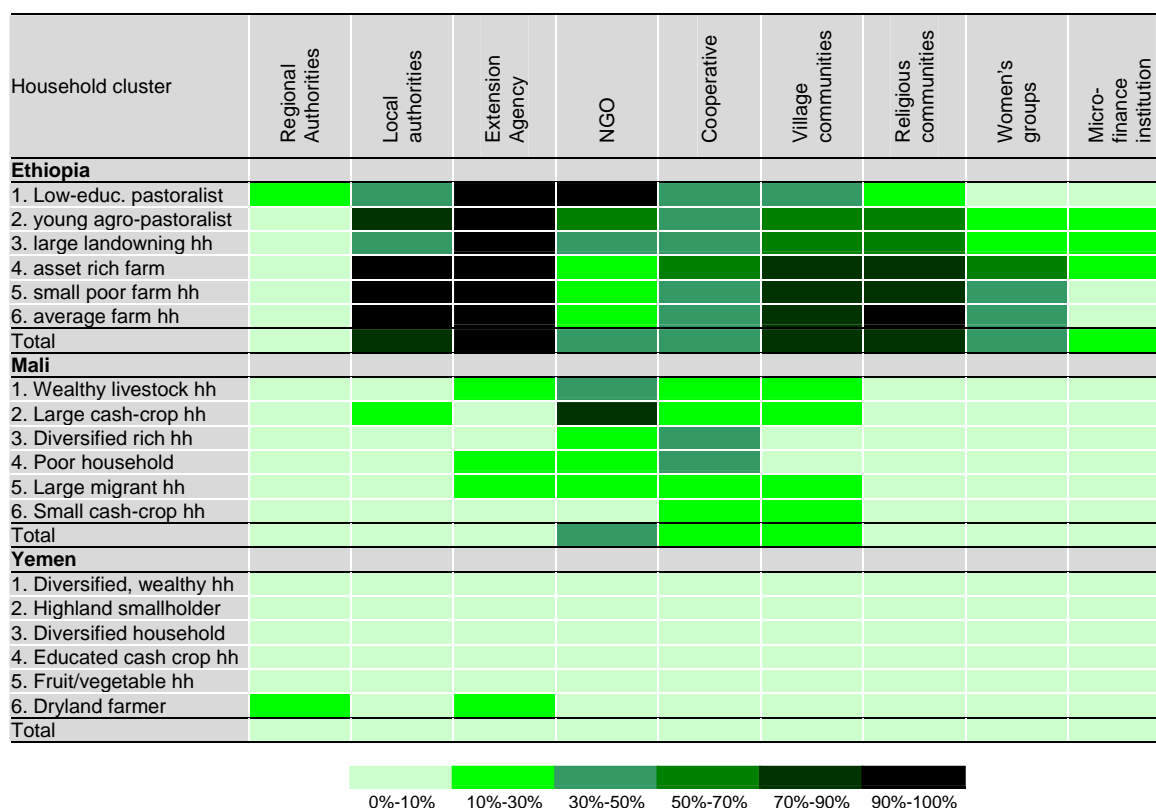 Household cluster
Regional
Authorities
Local
authorities
Extension
Agency
NGO
Cooperative
Village
communities
Religious
communities
Women's
groups
Micro-
finance
institution
Ethiopia
1. Low-educ. pastoralist
2. young agro-pastoralist
3. large landowning hh
4. asset rich farm
5. small poor farm hh
6. average farm hh
Total
Mali
1. Wealthy livestock hh
2. Large cash-crop hh
3. Diversified rich hh
4. Poor household
5. Large migrant hh
6. Small cash-crop hh
Total
Yemen
1. Diversified, wealthy hh
2. Highland smallholder
3. Diversified household
4. Educated cash crop hh
5. Fruit/vegetable hh
6. Dryland farmer
Total
0%-10% 10%-30% 30%-50% 50%-70% 70%-90% 90%-100%